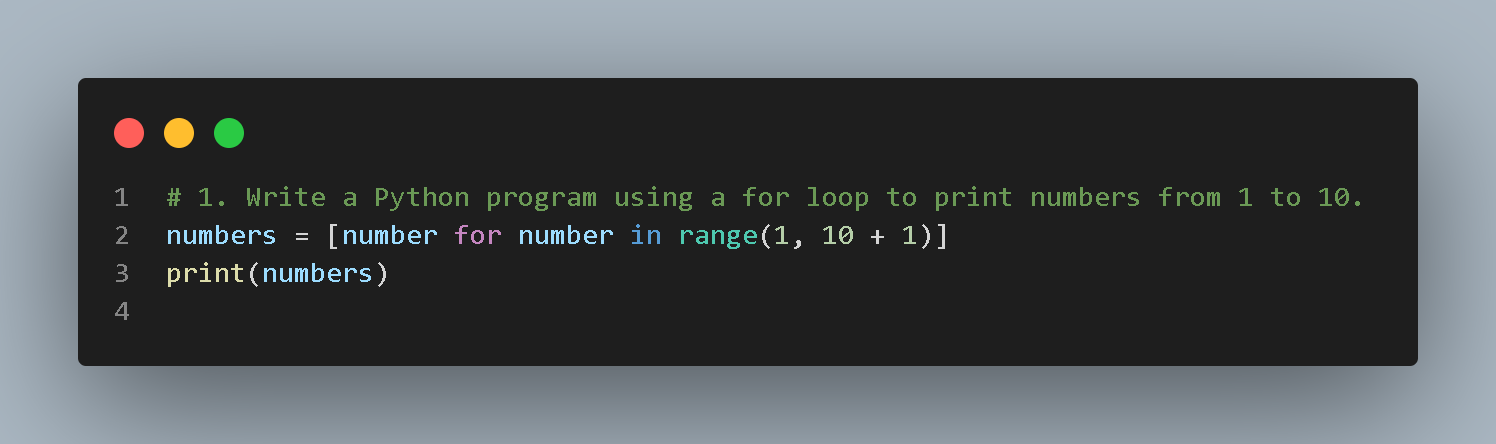 1 # 1. Write a Python program using a for loop to print numbers from 1 to 10.
2 numbers = [number for number in range(1, 10 + 1)]
3 print(numbers)
4